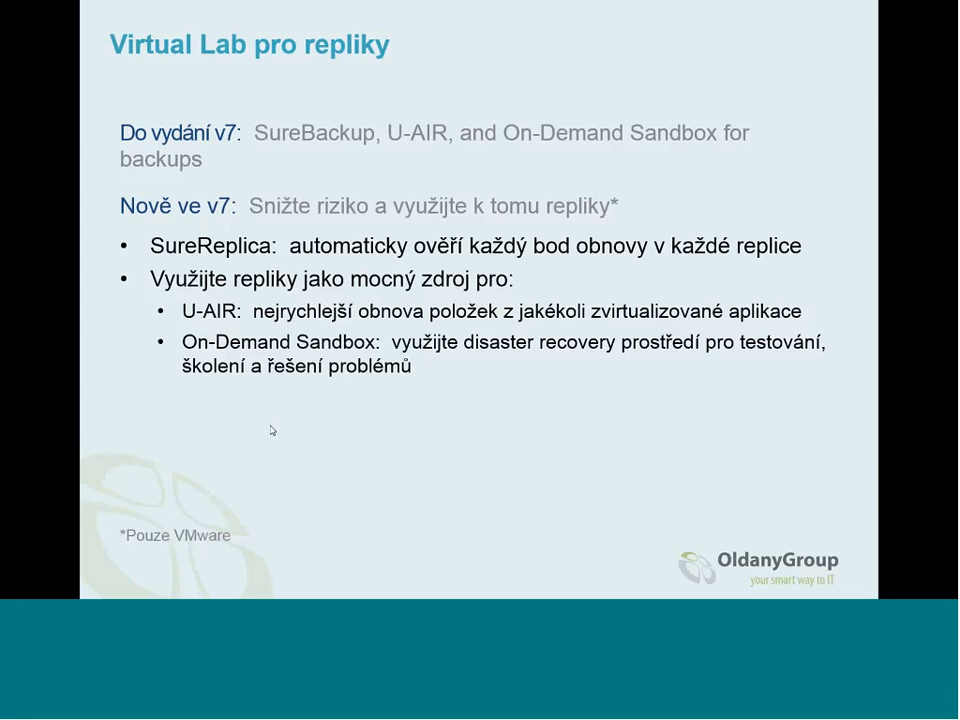 Virtual Lab pro repliky
Do vydání v7: SureBackup, U-AIR, and On-Demand Sandbox for
backups
Nově ve v7: Snižte riziko a využijte k tomu repliky*
• SureReplica: automaticky ověří každý bod obnovy v každé replice
• Využijte repliky jako mocný zdroj pro:
• U-AIR: nejrychlejší obnova položek z jakékoli zvirtualizované aplikace
• On-Demand Sandbox: využijte disaster recovery prostředí pro testování,
školení a řešení problémů
*Pouze VMware
OldanyGroup
your smart way to IT